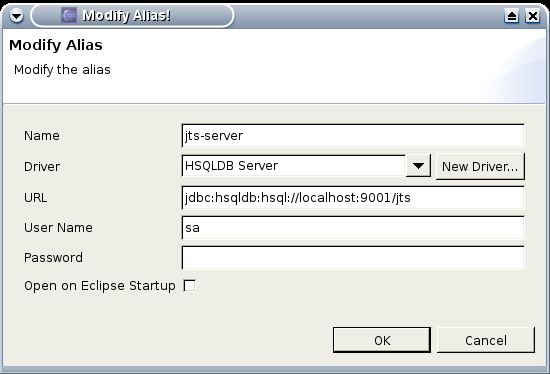 Modify Alias!
Modify Alias
Modify the alias
Name jts-server
Driver HSQLDB Server New Driver...
URL jdbc:hsqldb:hsql://localhost:9001/jts
User Name sa
Password
Open on Eclipse Startup
OK Cancel